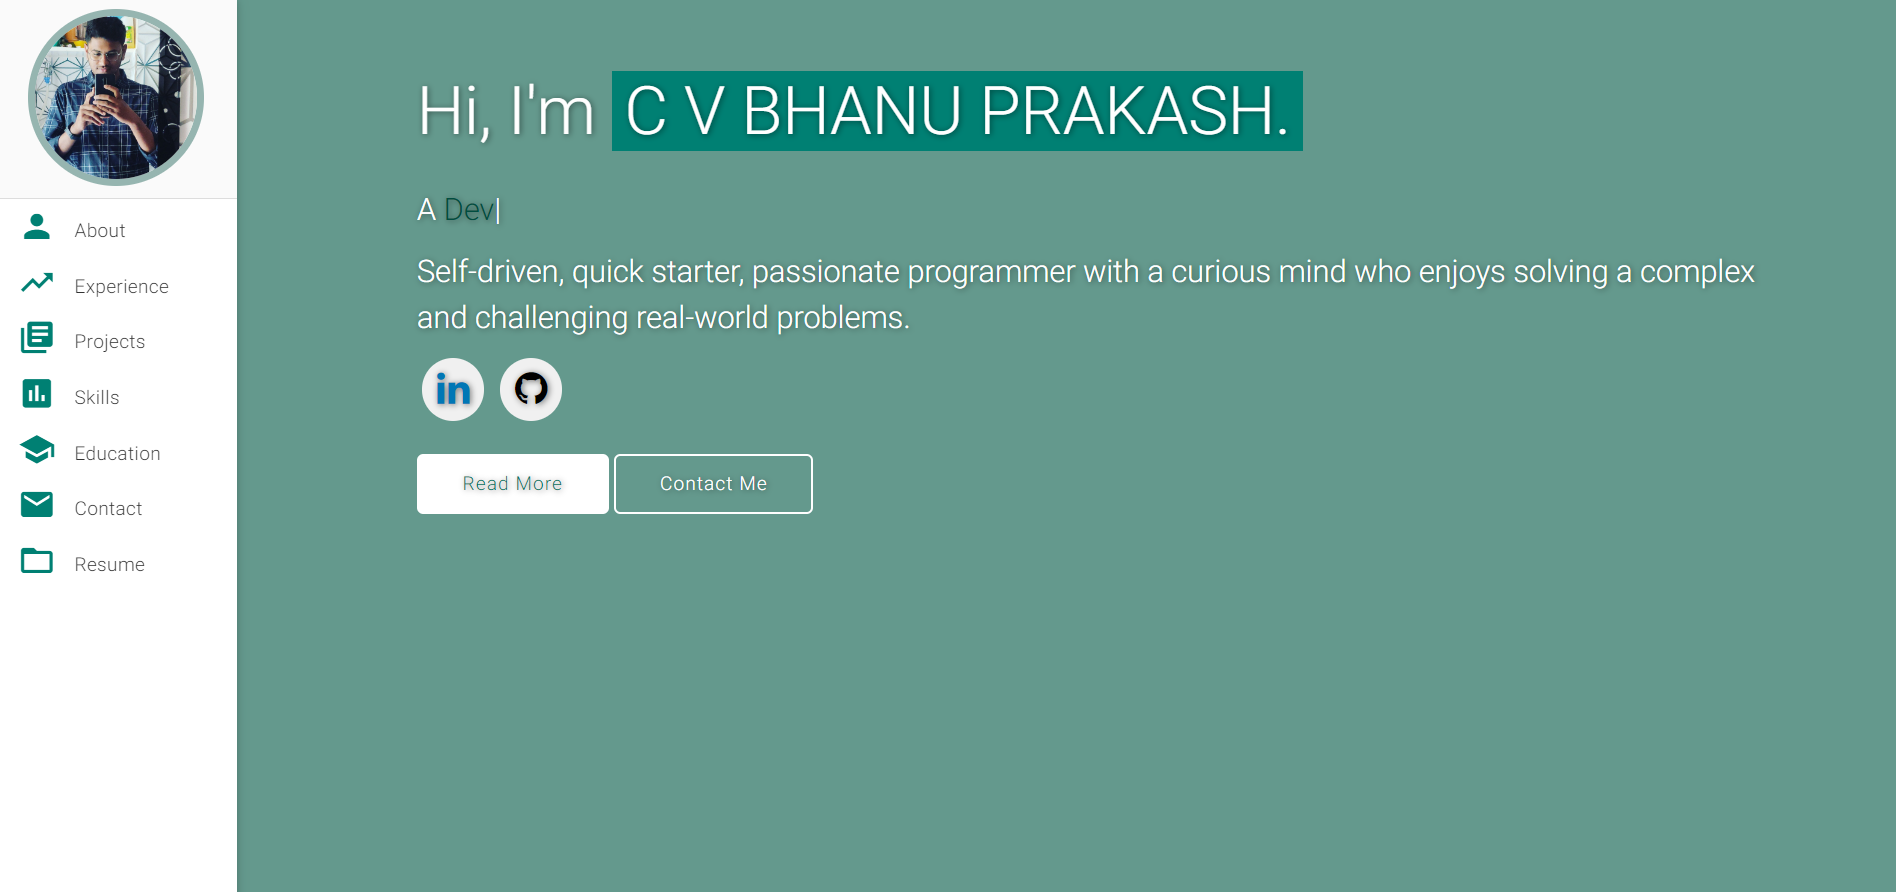 About
Experience
Projects
Skills
Education
Contact
Resume
Hi, I'm C V BHANU PRAKASH.
A Dev|
Self-driven, quick starter, passionate programmer with a curious mind who enjoys solving a complex
and challenging real-world problems.
in
Read More
Contact Me